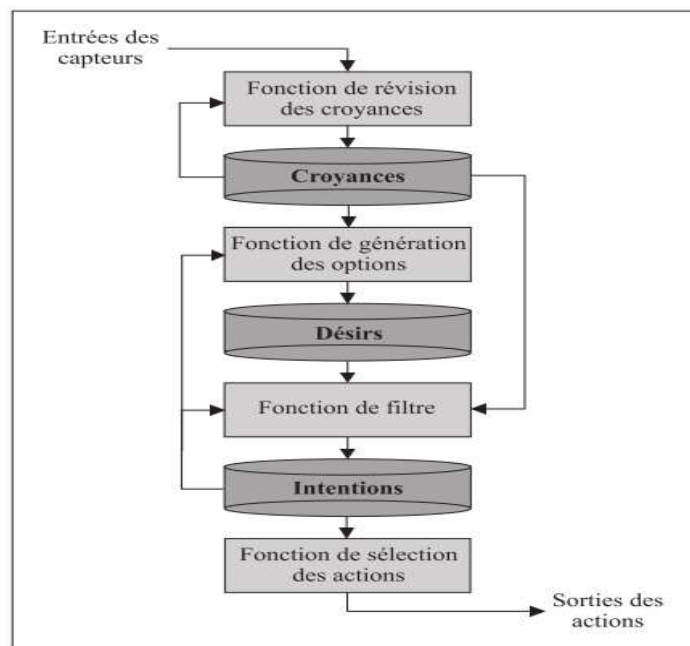 Entrées des
capteurs
Fonction de révision
des croyances
Croyances
Fonction de génération
des options
Désirs
Fonction de filtre
Intentions
Fonction de sélection
des actions
Sorties des
actions